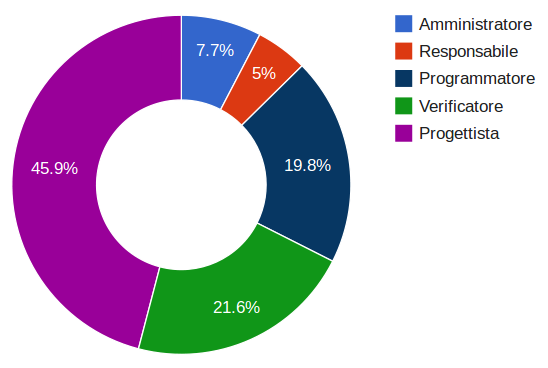 Amministratore
Responsabile
Programmatore
Verificatore
Progettista
7.7%
5%
19.8%
21.6%
45.9%